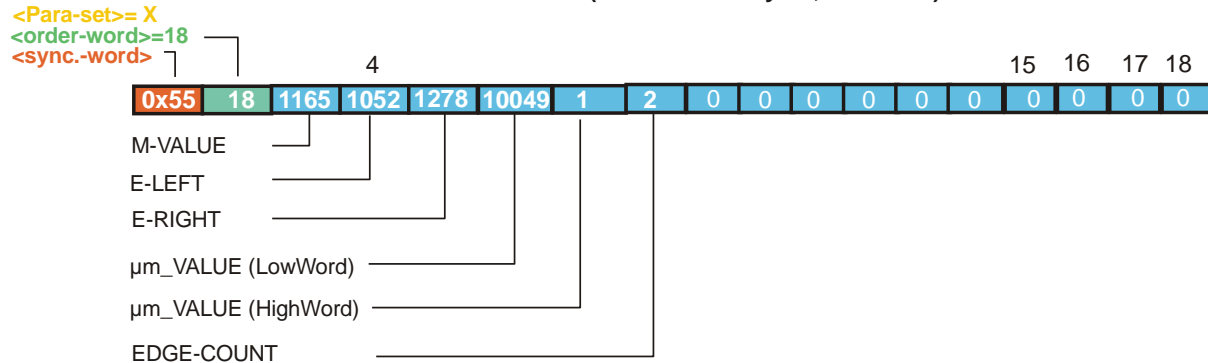 <Para-set>= X
<order-word>=18
<sync.-word>
4 15 16 17 18
0x55 18 1165 1052 1278 10049 1 2 0 0 0 0 0 0 0 0 0 0
M-VALUE
E-LEFT
E-RIGHT
µm_VALUE (LowWord)
µm_VALUE (HighWord)
EDGE-COUNT